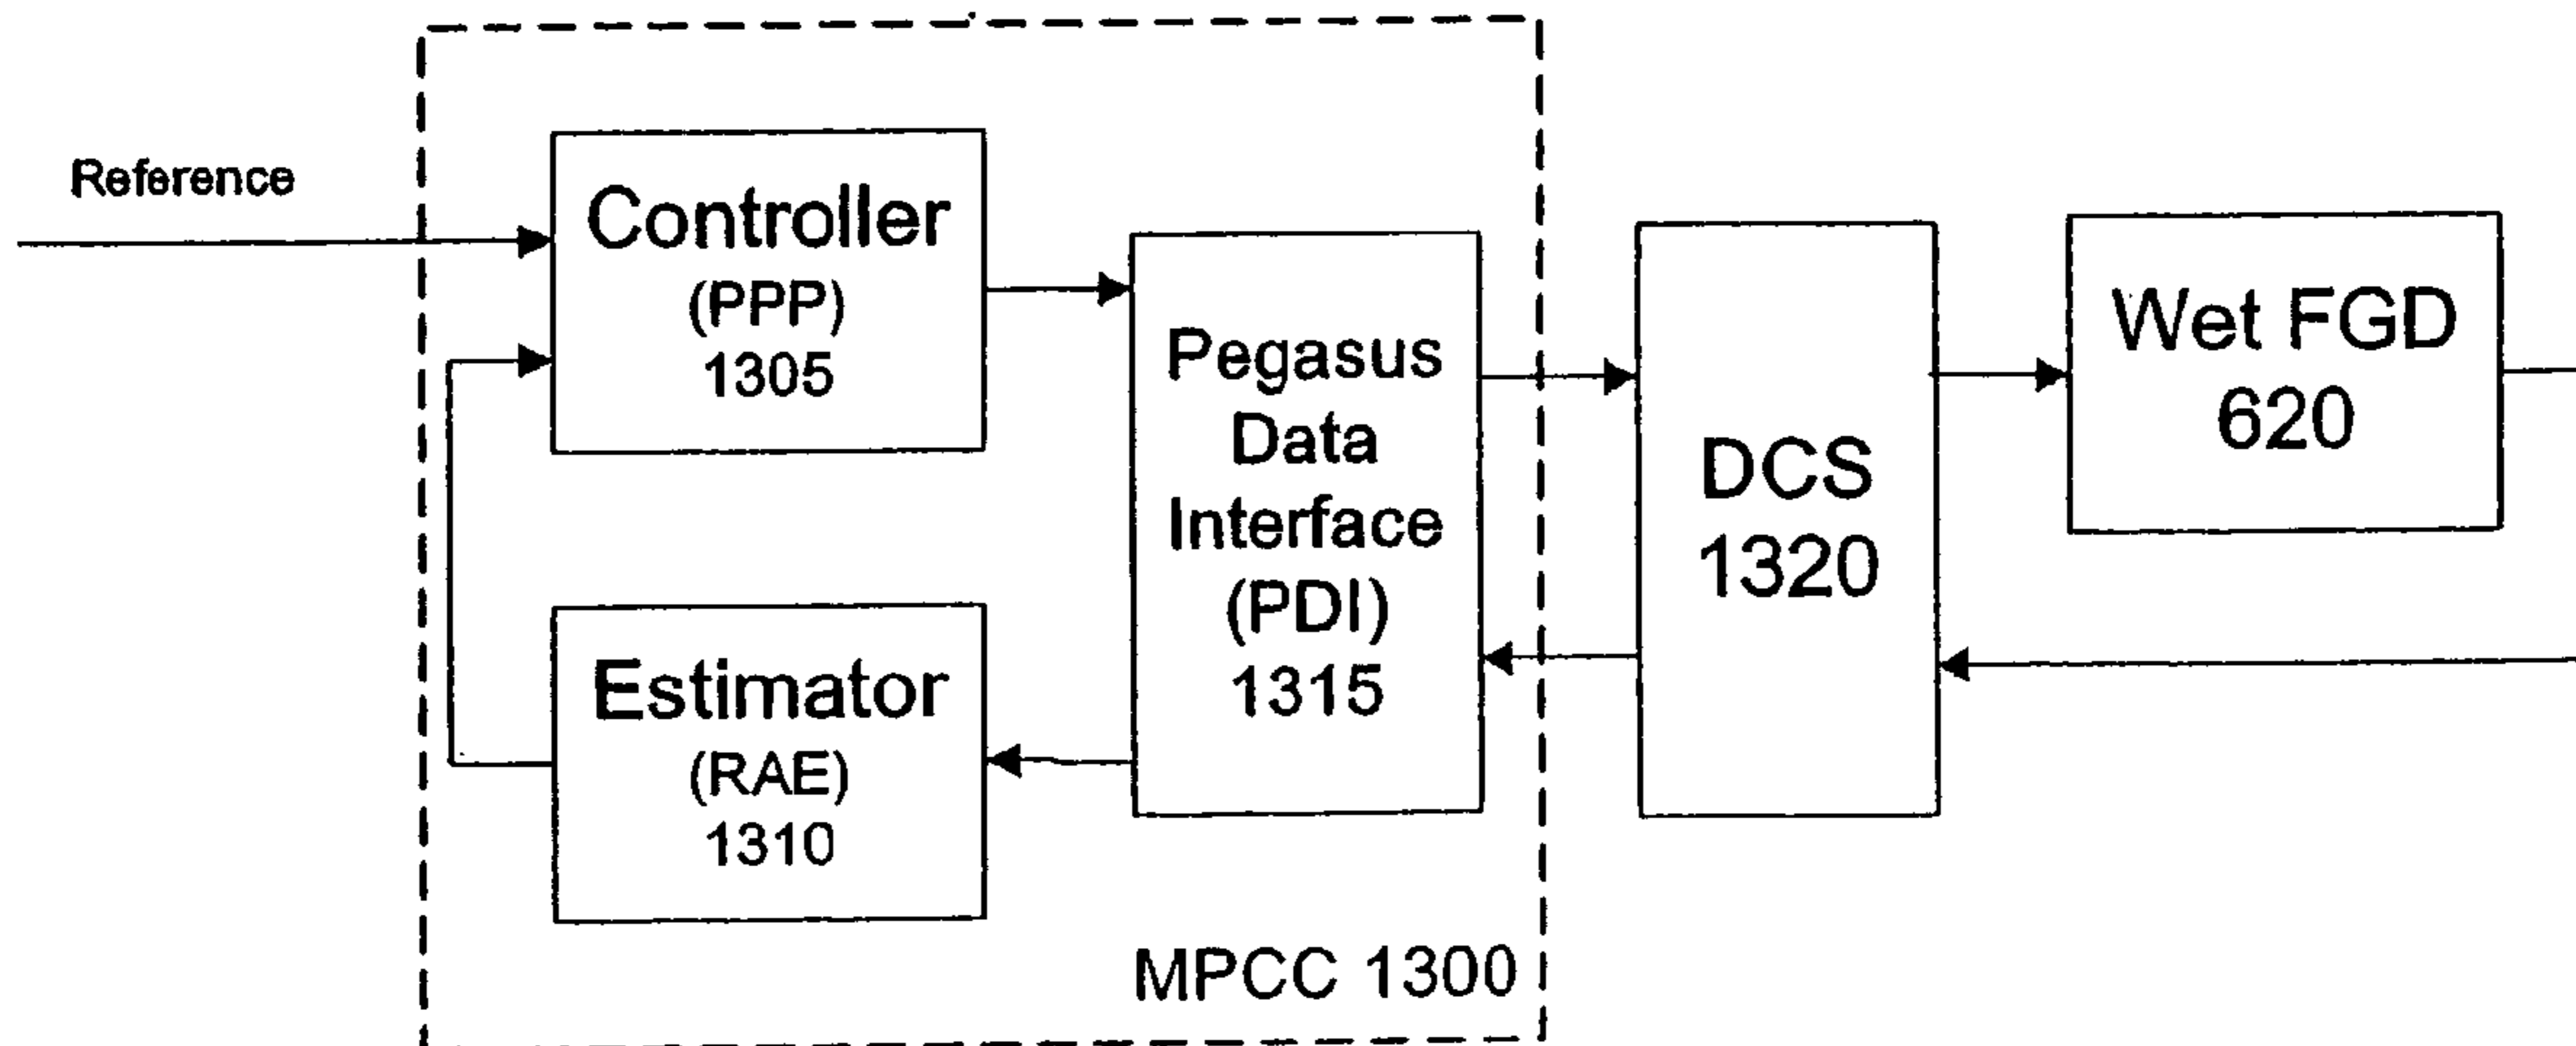 Reference
Controller
(PPP)
1305
Pegasus
Data
Interface
(PDI)
1315
DCS
1320
Wet FGD
620
Estimator
(RAE)
1310
MPCC 1300